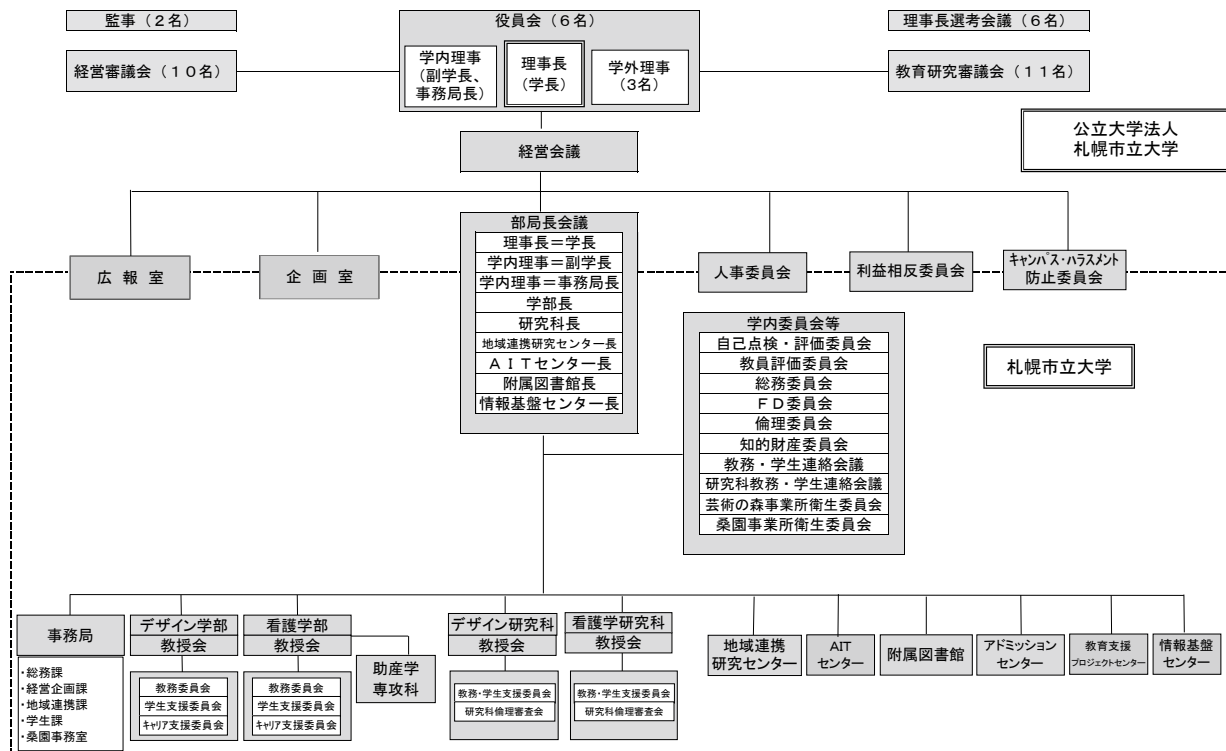 監事（２名）
役員会（６名）
理事長選考会議（６名）
経営審議会（１０名）
学内理事
（副学長、
事務局長）
理事長
（学長）
学外理事
（3名）
教育研究審議会（１１名）
公立大学法人
札幌市立大学
経営会議
広報室
企画室
部局長会議
理事長＝学長
学内理事＝副学長
学内理事＝事務局長
学部長
研究科長
地域連携研究センター長
ＡＩＴセンター長
附属図書館長
情報基盤センター長
人事委員会
利益相反委員会
キャンパス・ハラスメント
防止委員会
学内委員会等
自己点検・評価委員会
教員評価委員会
総務委員会
ＦＤ委員会
倫理委員会
知的財産委員会
教務・学生連絡会議
研究科教務・学生連絡会議
芸術の森事業所衛生委員会
桑園事業所衛生委員会
札幌市立大学
事務局
・総務課
・経営企画課
・地域連携課
・学生課
・桑園事務室
デザイン学部
教授会
教務委員会
学生支援委員会
キャリア支援委員会
看護学部
教授会
教務委員会
学生支援委員会
キャリア支援委員会
助産学
専攻科
デザイン研究科
教授会
教務・学生支援委員会
研究科倫理審査会
看護学研究科
教授会
教務・学生支援委員会
研究科倫理審査会
地域連携
研究センター
AIT
センター
附属図書館
アドミッション
センター
教育支援
プロジェクトセンター
情報基盤
センター